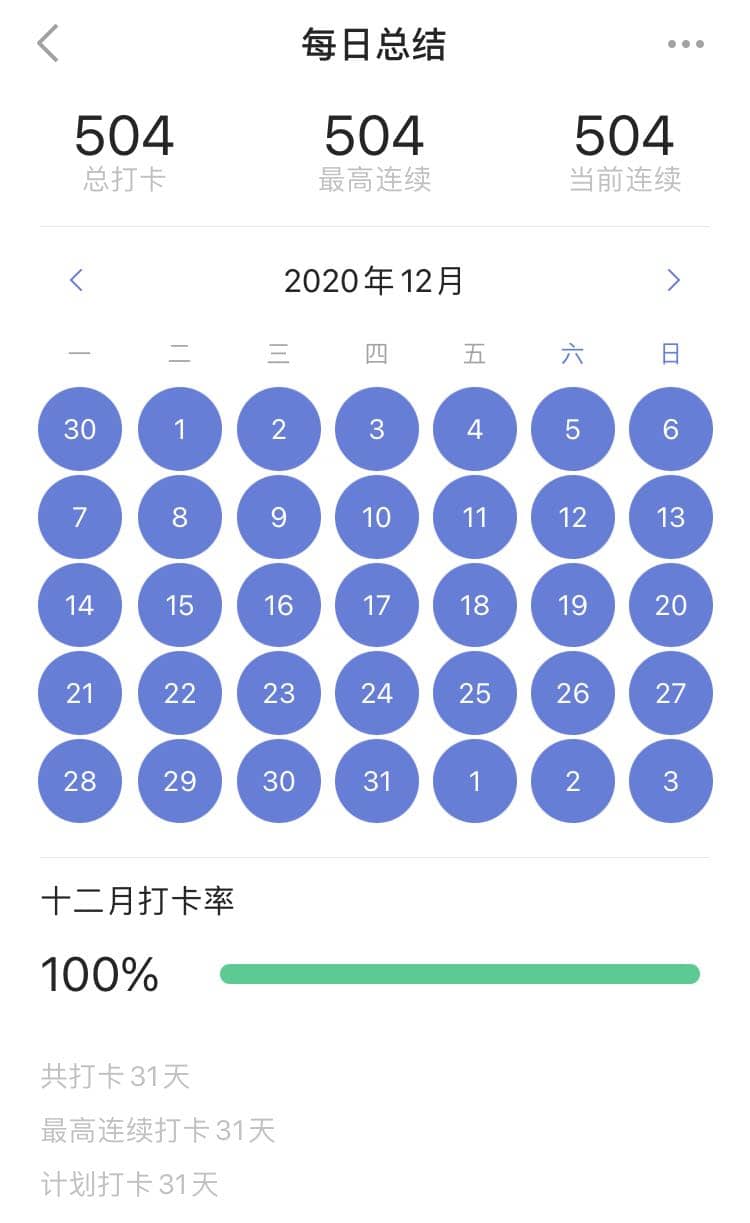 每日总结
504 504 504
总打卡 最高连续 当前连续
2020年12月
一 二 三 四 五 六 日
30 1 2 3 4 5 6
7 8 9 10 11 12 13
14 15 16 17 18 19 20
21 22 23 24 25 26 27
28 29 30 31 1 2 3
十二月打卡率
100%
共打卡31天
最高连续打卡31天
计划打卡31天